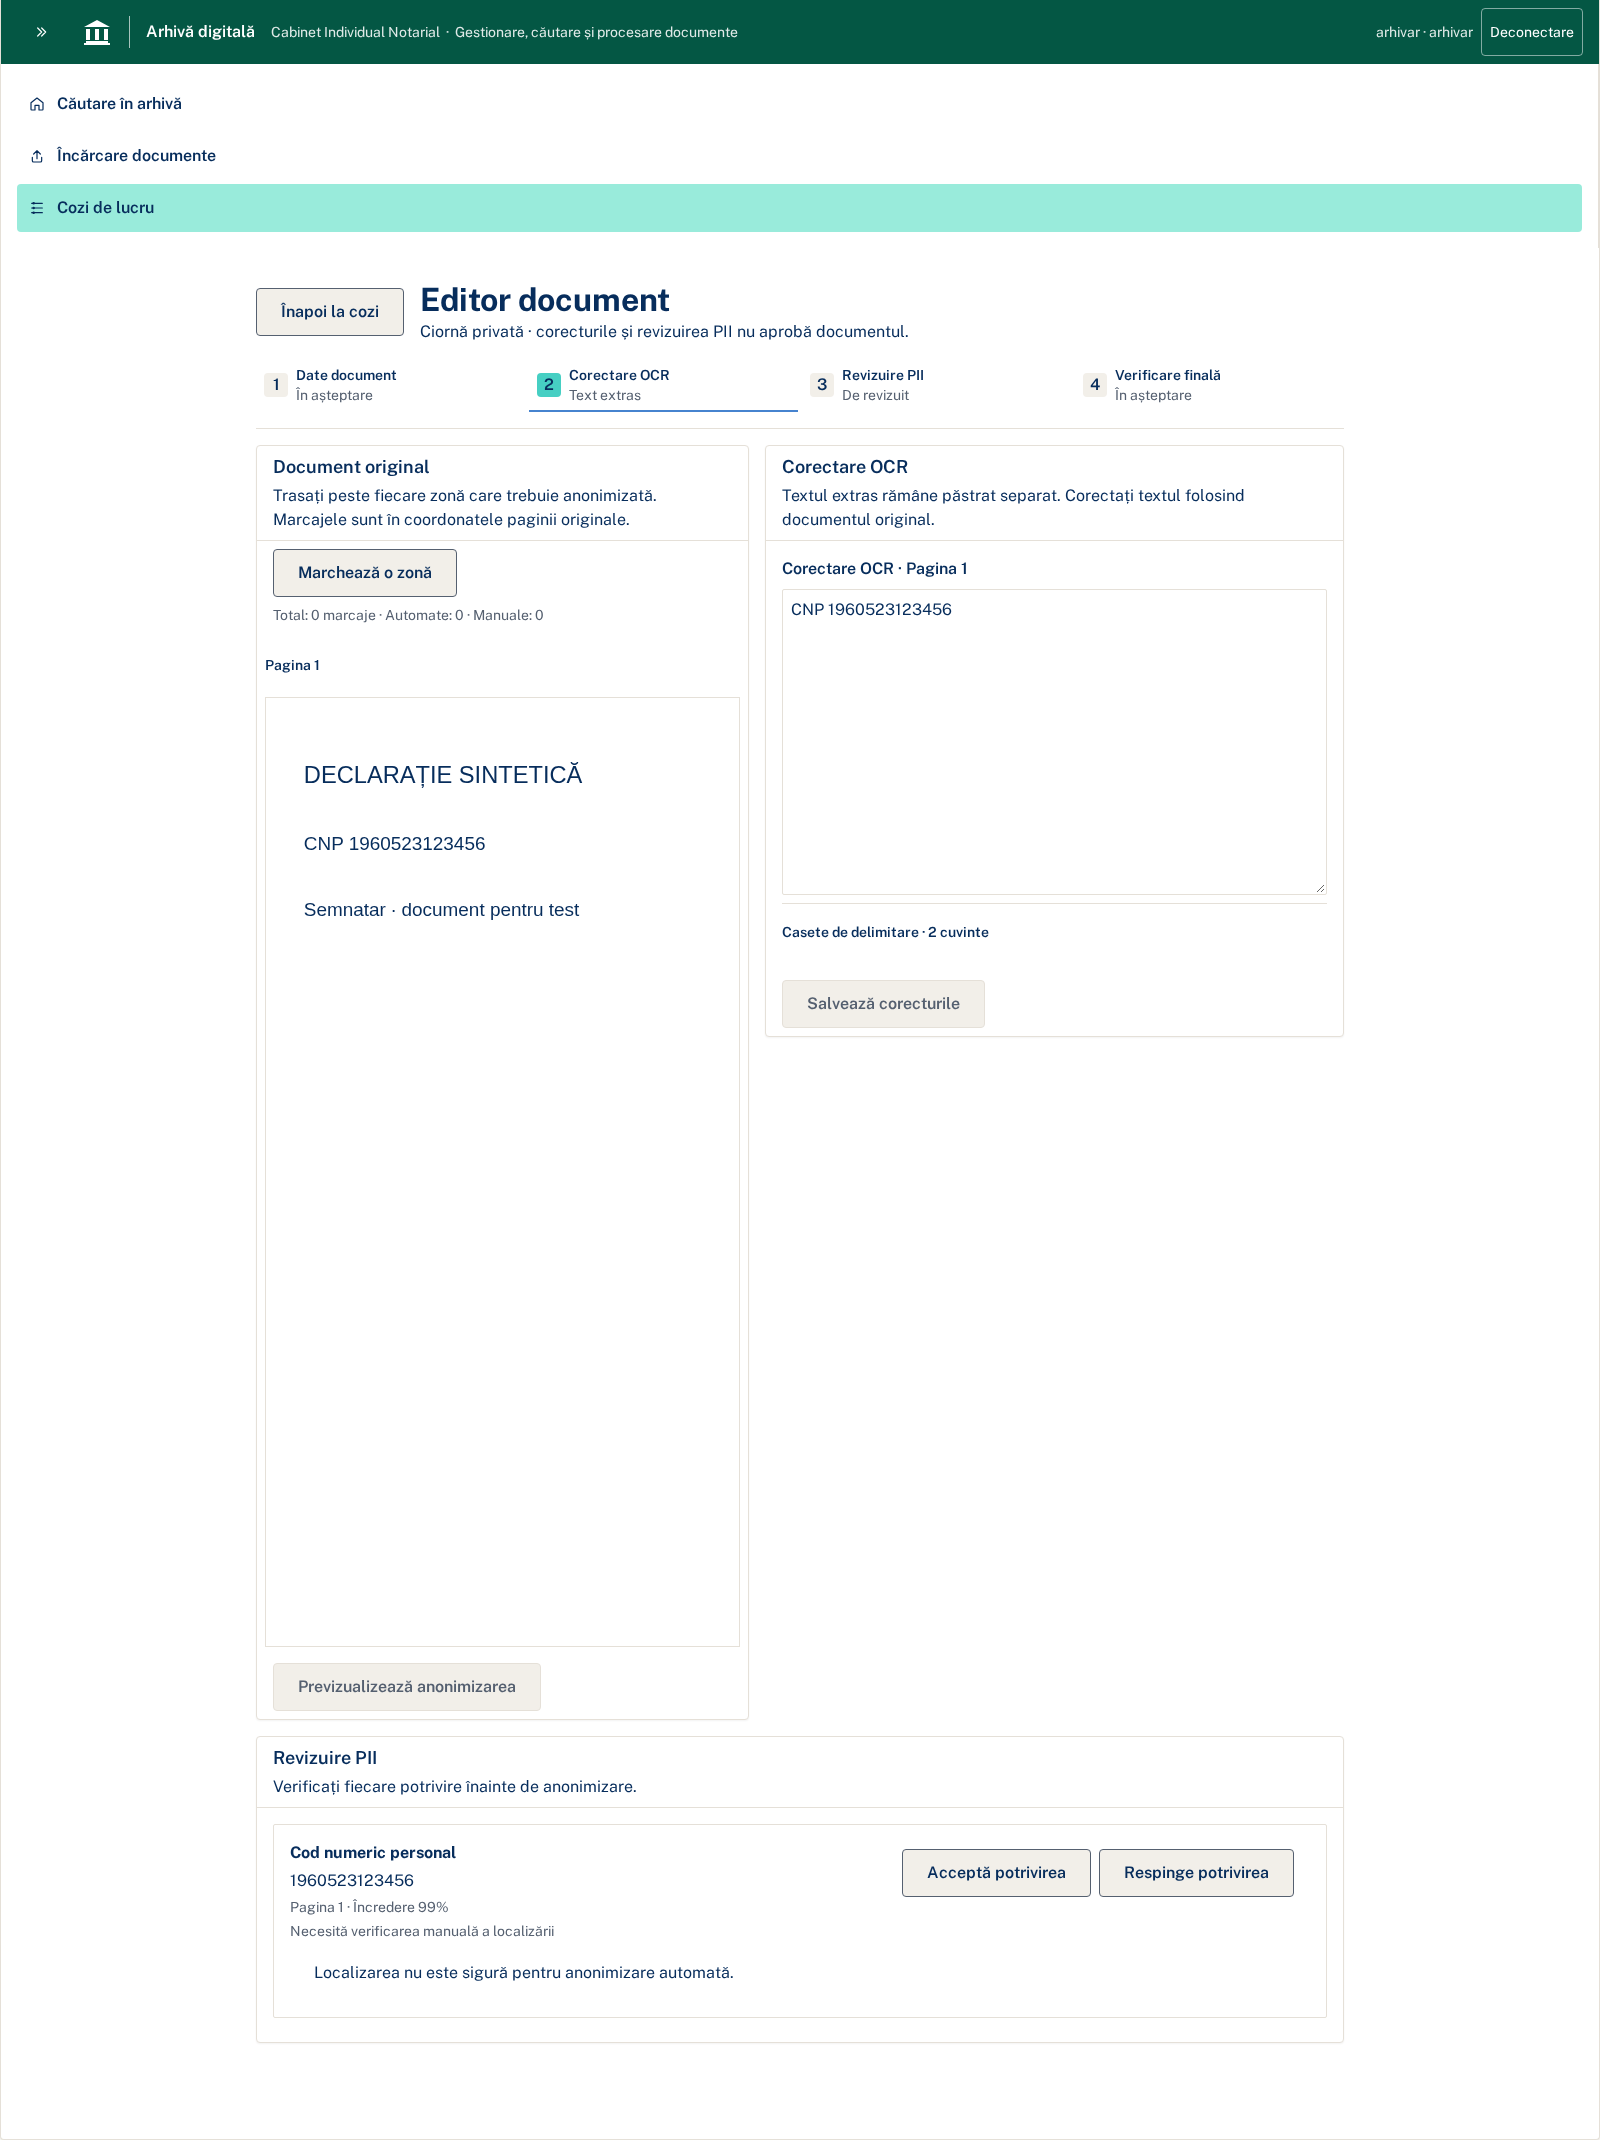 Arhivă digitală
Cabinet Individual Notarial · Gestionare, căutare și procesare documente
arhivar · arhivar
Deconectare
Căutare în arhivă
Încărcare documente
Cozi de lucru
Înapoi la cozi
Editor document
Ciornă privată · corecturile și revizuirea PII nu aprobă documentul.
1
Date document
În așteptare
2
Corectare OCR
Text extras
3
Revizuire PII
De revizuit
4
Verificare finală
În așteptare
Document original
Trasați peste fiecare zonă care trebuie anonimizată.
Marcajele sunt în coordonatele paginii originale.
Marchează o zonă
Total: 0 marcaje · Automate: 0 · Manuale: 0
Pagina 1
DECLARAȚIE SINTETICĂ
CNP 1960523123456
Semnatar · document pentru test
Previzualizează anonimizarea
Corectare OCR
Textul extras rămâne păstrat separat. Corectați textul folosind
documentul original.
Corectare OCR · Pagina 1
CNP 1960523123456
Casete de delimitare · 2 cuvinte
Salvează corecturile
Revizuire PII
Verificați fiecare potrivire înainte de anonimizare.
Cod numeric personal
1960523123456
Pagina 1 · Încredere 99%
Necesită verificarea manuală a localizării
Localizarea nu este sigură pentru anonimizare automată.
Acceptă potrivirea
Respinge potrivirea